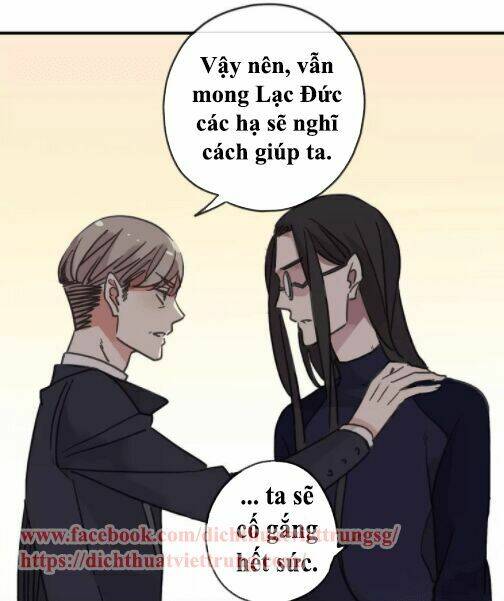 Vậy nên, vẫn
mong Lạc Đức
các hạ sẽ nghĩ
cách giúp ta.
... ta sẽ
cố gắng
hết sức.
www.facebook.com/dichthuatviettrungsg/
https://dichthuatviettrung